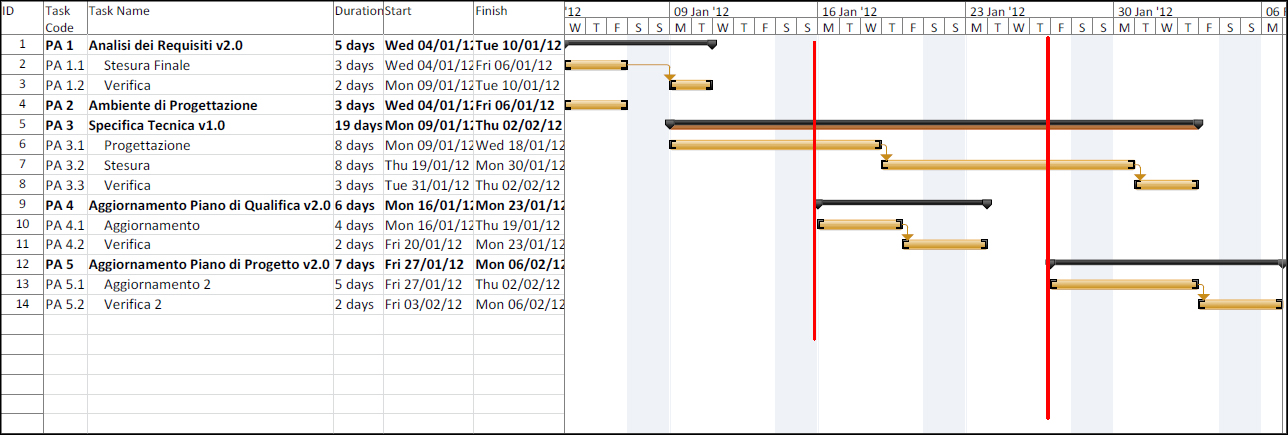 ID Task Code Task Name Duration Start Finish '12 09 Jan '12 16 Jan '12 23 Jan '12 30 Jan '12 06
W T F S S M T W T F S S M T W T F S S M T W T F S S M T W T F S S M
1 PA 1 Analisi dei Requisiti v2.0 5 days Wed 04/01/12 Tue 10/01/12
2 PA 1.1 Stesura Finale 3 days Wed 04/01/12 Fri 06/01/12
3 PA 1.2 Verifica 2 days Mon 09/01/12 Tue 10/01/12
4 PA 2 Ambiente di Progettazione 3 days Wed 04/01/12 Fri 06/01/12
5 PA 3 Specifica Tecnica v1.0 19 days Mon 09/01/12 Thu 02/02/12
6 PA 3.1 Progettazione 8 days Mon 09/01/12 Wed 18/01/12
7 PA 3.2 Stesura 8 days Thu 19/01/12 Mon 30/01/12
8 PA 3.3 Verifica 3 days Tue 31/01/12 Thu 02/02/12
9 PA 4 Aggiornamento Piano di Qualifica v2.0 6 days Mon 16/01/12 Mon 23/01/12
10 PA 4.1 Aggiornamento 4 days Mon 16/01/12 Thu 19/01/12
11 PA 4.2 Verifica 2 days Fri 20/01/12 Mon 23/01/12
12 PA 5 Aggiornamento Piano di Progetto v2.0 7 days Fri 27/01/12 Mon 06/02/12
13 PA 5.1 Aggiornamento 2 5 days Fri 27/01/12 Thu 02/02/12
14 PA 5.2 Verifica 2 2 days Fri 03/02/12 Mon 06/02/12